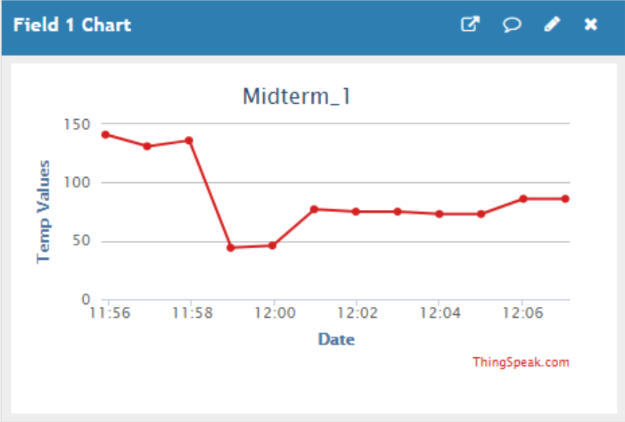 Field 1 Chart
Midterm_1
Temp Values
150
100
50
0
11:56 11:58 12:00 12:02 12:04 12:06
Date
ThingSpeak.com